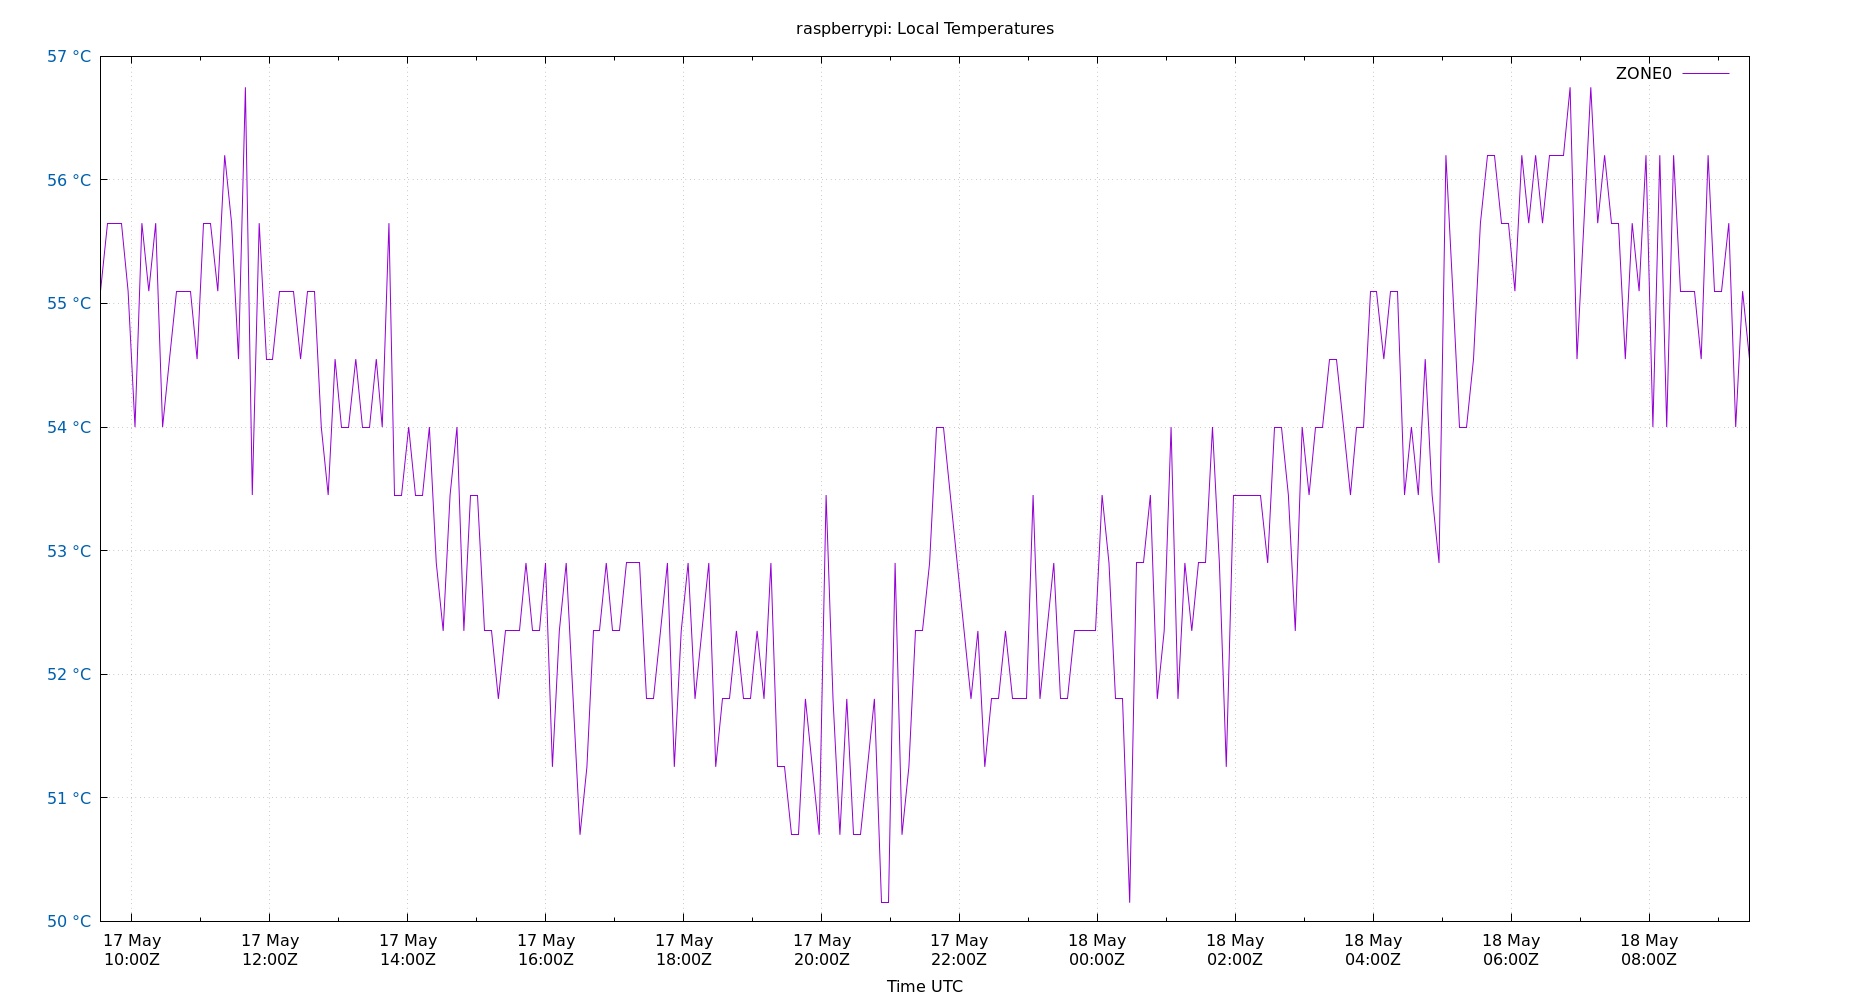 raspberrypi: Local Temperatures
57 °C
ZONE0
56 °C
55 °C
54 °C
53 °C
52 °C
51 °C
50 °C
17 May 17 May 17 May 17 May 17 May 17 May 17 May 18 May 18 May 18 May 18 May 18 May
10:00Z 12:00Z 14:00Z 16:00Z 18:00Z 20:00Z 22:00Z 00:00Z 02:00Z 04:00Z 06:00Z 08:00Z
Time UTC